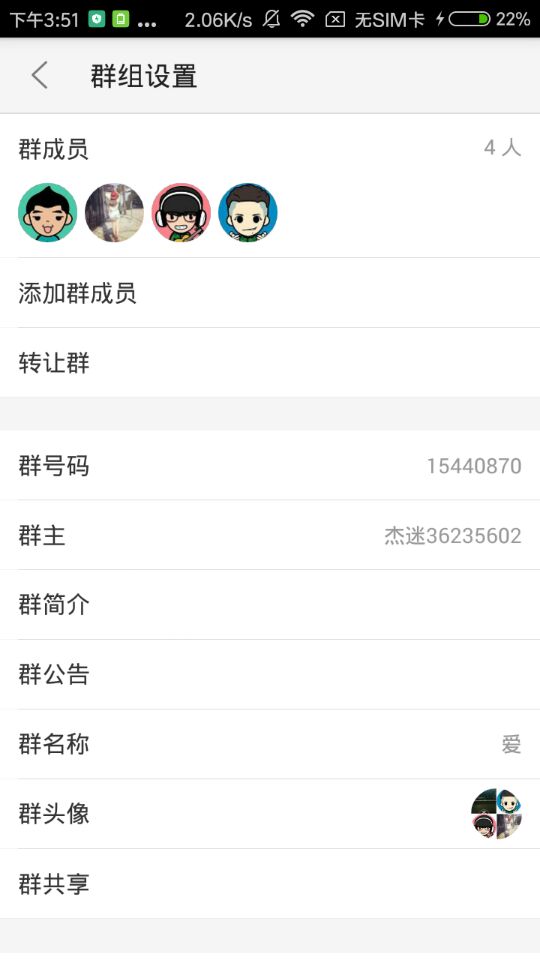 下午3:51 ... 2.06K/s 无SIM卡 22%
群组设置
群成员 4 人
添加群成员
转让群
群号码 15440870
群主 杰迷36235602
群简介
群公告
群名称 爱
群头像
群共享